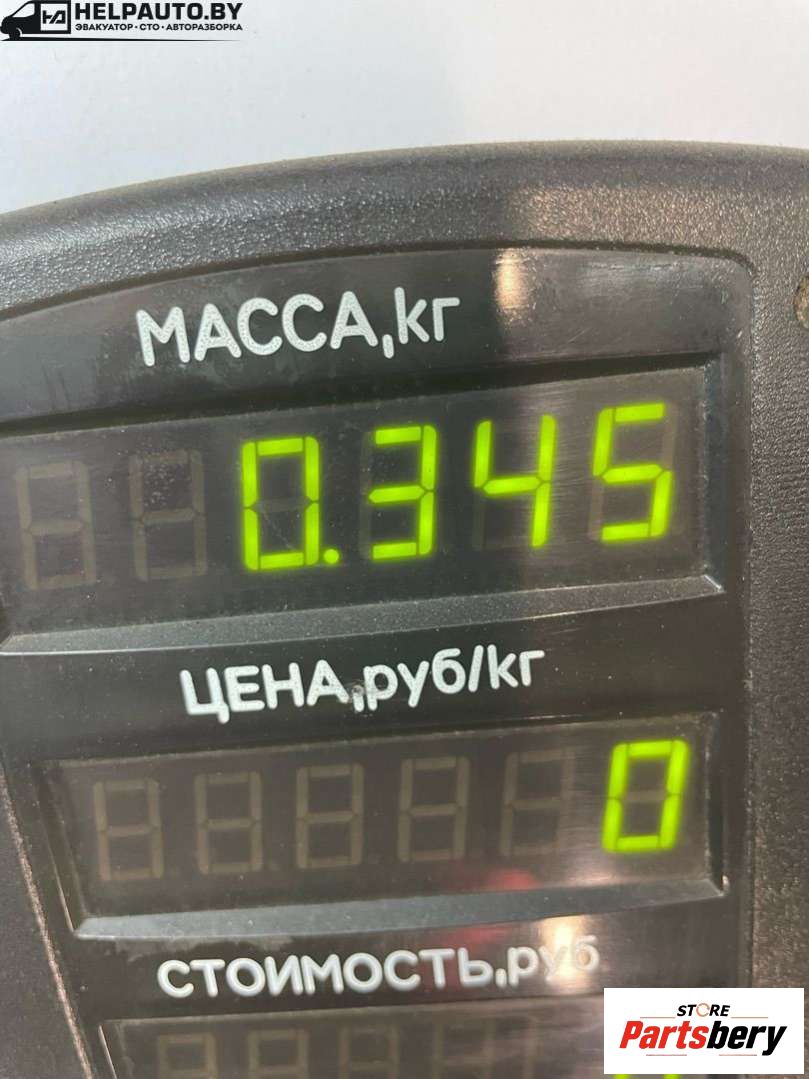 HELPAUTO.BY
ЭВАКУАТОР • СТО • АВТОРАЗБОРКА
МАССА,кг
0.345
ЦЕНА,руб/кг
0
СТОИМОСТЬ,руб
STORE
Partsbery